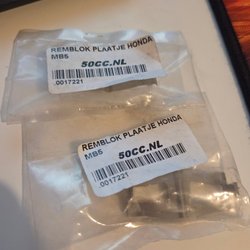 REMBLOK PLAATJE HONDA
MB5
50CC.NL
.0017221
REMBLOK PLAATJE HONDA
MB5
50CC.NL
.0017221